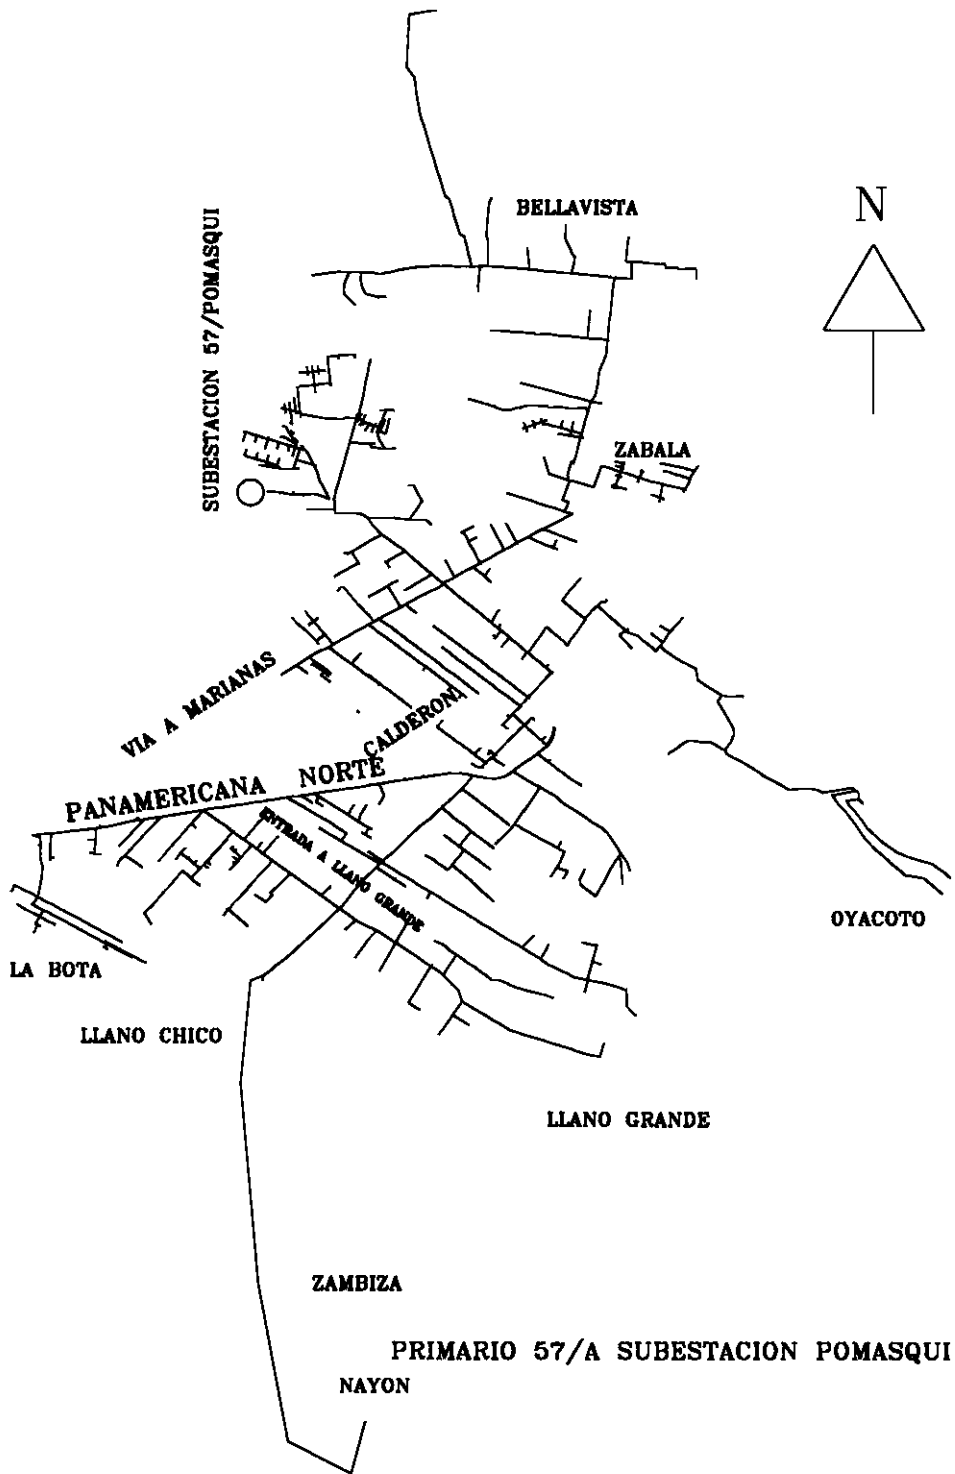 N
BELLAVISTA
SUBESTACION 57/POMASQUI
ZABALA
VIA A MARIANAS
CALDERON
PANAMERICANA NORTE
ENTRADA A LLANO GRANDE
OYACOTO
LA BOTA
LLANO CHICO
LLANO GRANDE
ZAMBIZA
PRIMARIO 57/A SUBESTACION POMASQUI
NAYON